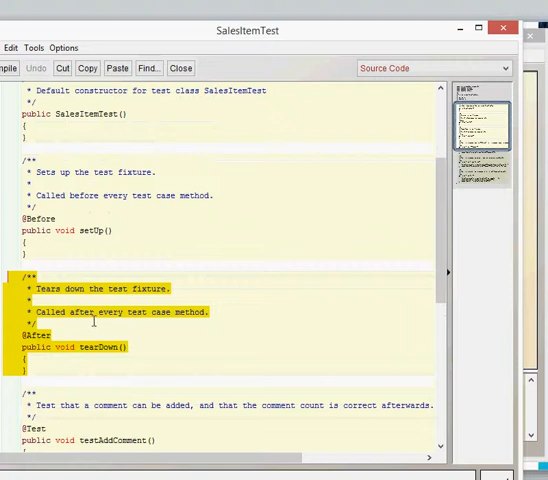 SalesItemTest
Edit Tools Options
Undo Cut Copy Paste Find... Close Source Code
* Default constructor for test class SalesItemTest
*/
public SalesItemTest()
{
}
/**
* Sets up the test fixture.
*
* Called before every test case method.
*/
@Before
public void setUp()
{
}
/**
* Tears down the test fixture.
*
* Called after every test case method.
*/
@After
public void tearDown()
{
}
/**
* Test that a comment can be added, and that the comment count is correct afterwards.
*/
@Test
public void testAddComment()